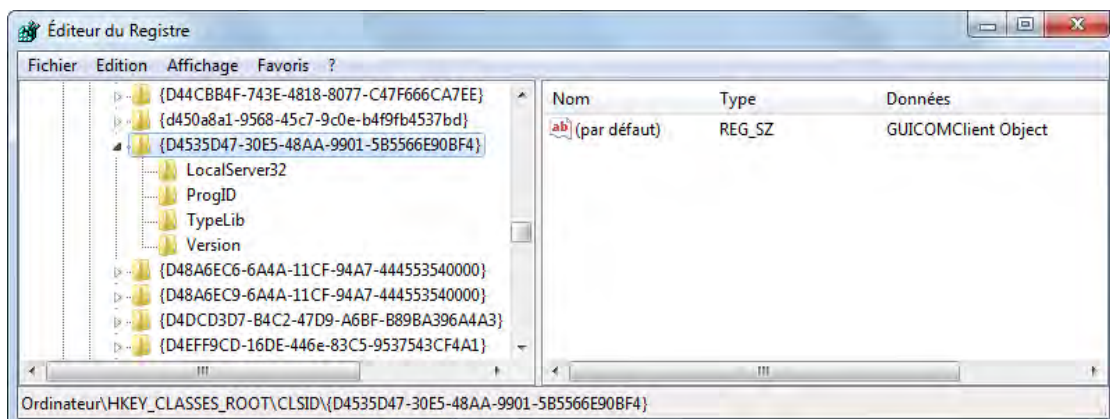 Éditeur du Registre
Fichier Edition Affichage Favoris ?
{D44CBB4F-743E-4818-8077-C47F666CA7EE}
{d450a8a1-9568-45c7-9c0e-b4f9fb4537bd}
{D4535D47-30E5-48AA-9901-5B5566E90BF4}
LocalServer32
ProgID
TypeLib
Version
{D48A6EC6-6A4A-11CF-94A7-444553540000}
{D48A6EC9-6A4A-11CF-94A7-444553540000}
{D4DCD3D7-B4C2-47D9-A6BF-B89BA396A4A3}
{D4EFF9CD-16DE-446e-83C5-9537543CF4A1}
Nom Type Données
ab (par défaut) REG_SZ GUICOMClient Object
Ordinateur\HKEY_CLASSES_ROOT\CLSID\{D4535D47-30E5-48AA-9901-5B5566E90BF4}